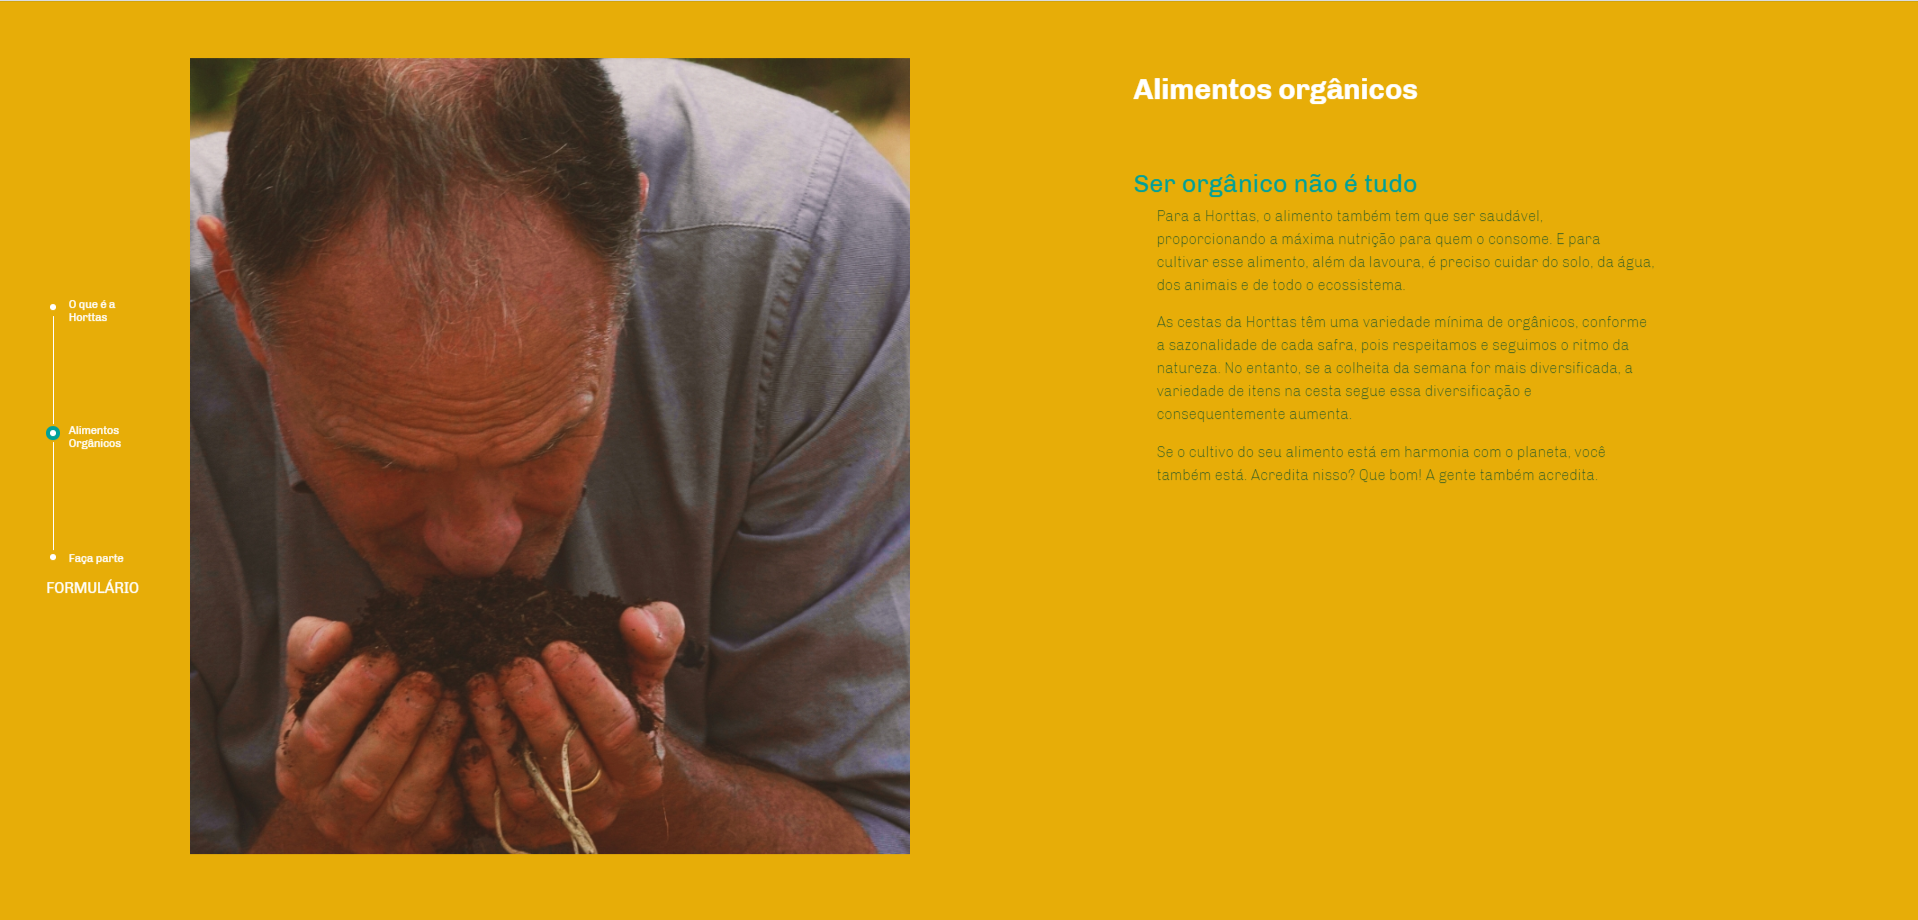 Alimentos orgânicos
Ser orgânico não é tudo
Para a Horttas, o alimento também tem que ser saudável,
proporcionando a máxima nutrição para quem o consome. E para
cultivar esse alimento, além da lavoura, é preciso cuidar do solo, da água,
dos animais e de todo o ecossistema.
As cestas da Horttas têm uma variedade mínima de orgânicos, conforme
a sazonalidade de cada safra, pois respeitamos e seguimos o ritmo da
natureza. No entanto, se a colheita da semana for mais diversificada, a
variedade de itens na cesta segue essa diversificação e
consequentemente aumenta.
Se o cultivo do seu alimento está em harmonia com o planeta, você
também está. Acredita nisso? Que bom! A gente também acredita.
O que é a
Horttas
Alimentos
Orgânicos
Faça parte
FORMULÁRIO